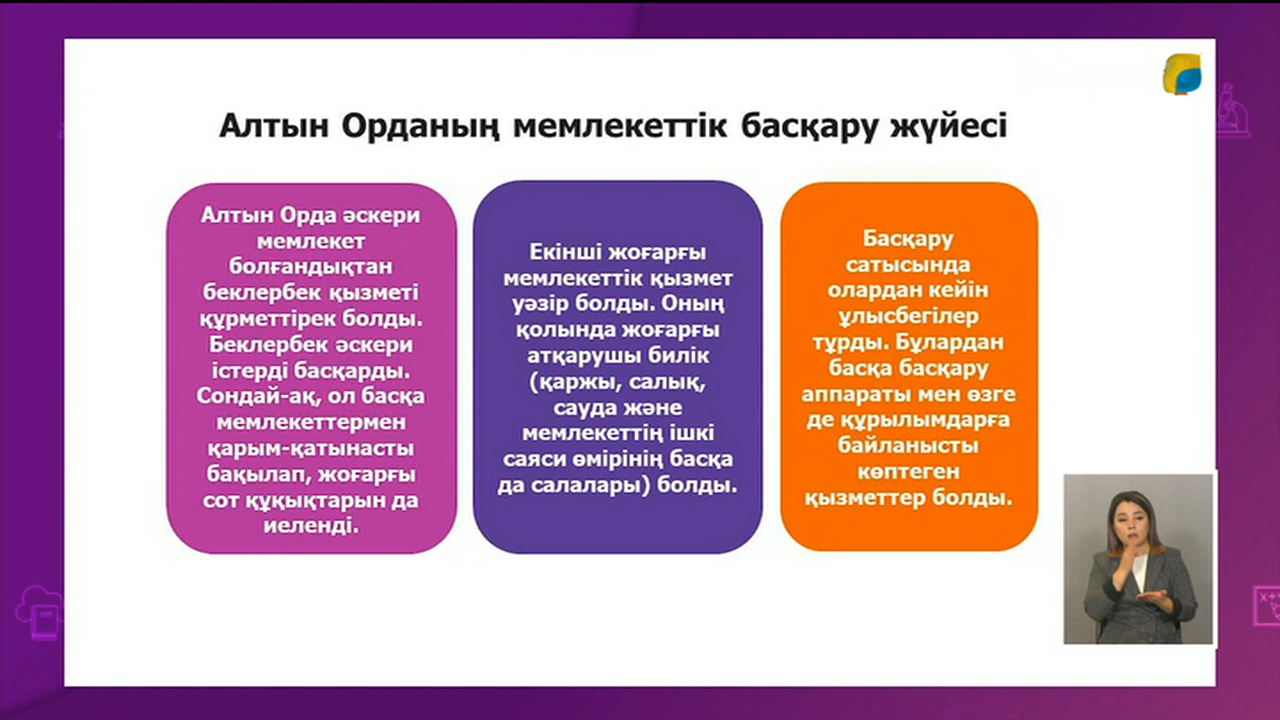 Алтын Орданың мемлекеттік басқару жүйесі
Алтын Орда әскери
мемлекет
болғандықтан
беклербек қызметі
құрметтірек болды.
Беклербек әскери
істерді басқарды.
Сондай-ақ, ол басқа
мемлекеттермен
қарым-қатынасты
бақылап, жоғарғы
сот құқықтарын да
иеленді.
Екінші жоғарғы
мемлекеттік қызмет
уәзір болды. Оның
қолында жоғарғы
атқарушы билік
(қаржы, салық,
сауда және
мемлекеттің ішкі
саяси өмірінің басқа
да салалары) болды.
Басқару
сатысында
олардан кейін
ұлысбегілер
тұрды. Бұлардан
басқа басқару
аппараты мен өзге
де құрылымдарға
байланысты
көптеген
қызметтер болды.